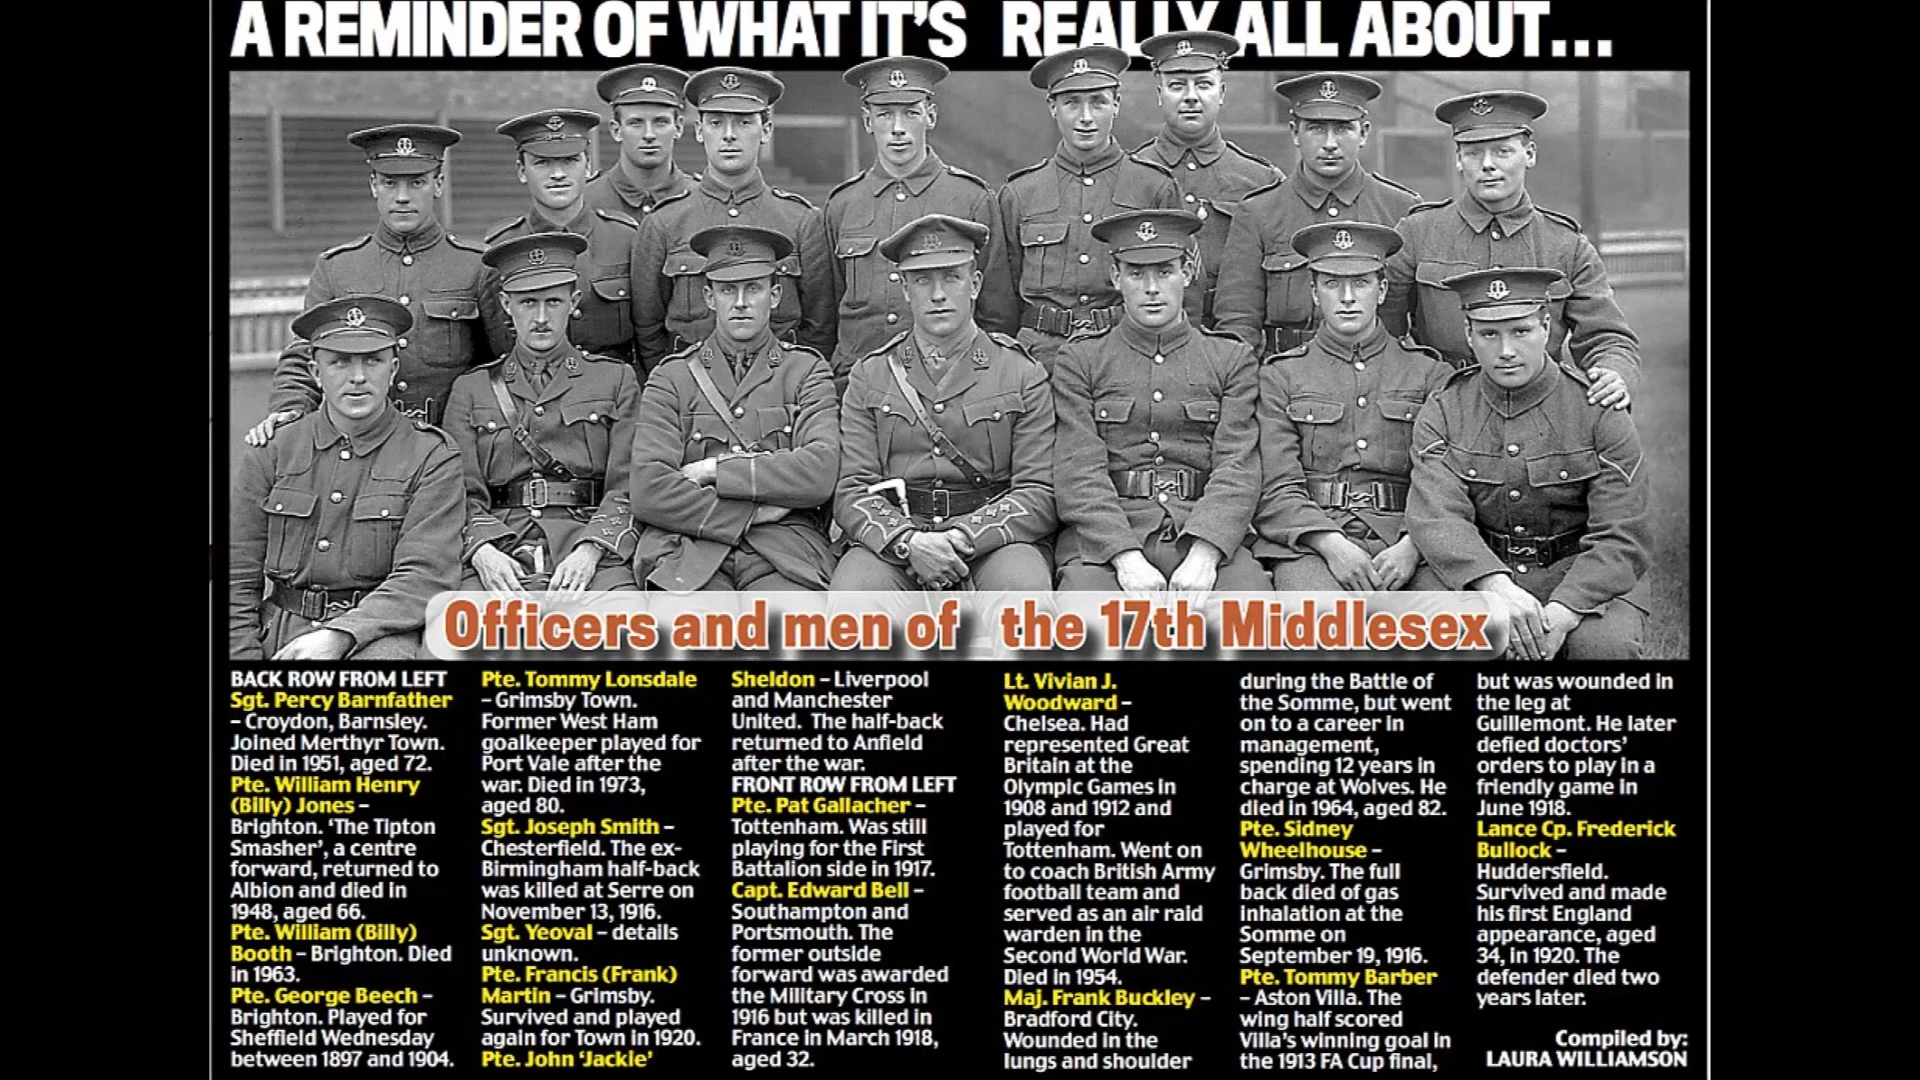 A REMINDER OF WHAT IT'S REALLY ALL ABOUT...
Officers and men of the 17th Middlesex
BACK ROW FROM LEFT
Sgt. Percy Barnfather
– Croydon, Barnsley.
Joined Merthyr Town.
Died in 1951, aged 72.
Pte. William Henry
(Billy) Jones –
Brighton. 'The Tipton
Smasher', a centre
forward, returned to
Albion and died in
1948, aged 66.
Pte. William (Billy)
Booth – Brighton. Died
in 1963.
Pte. George Beech –
Brighton. Played for
Sheffield Wednesday
between 1897 and 1904.
Pte. Tommy Lonsdale
– Grimsby Town.
Former West Ham
goalkeeper played for
Port Vale after the
war. Died in 1973,
aged 80.
Sgt. Joseph Smith –
Chesterfield. The ex-
Birmingham half-back
was killed at Serre on
November 13, 1916.
Sgt. Yeoval – details
unknown.
Pte. Francis (Frank)
Martin – Grimsby.
Survived and played
again for Town in 1920.
Pte. John 'Jackie'
Sheldon – Liverpool
and Manchester
United. The half-back
returned to Anfield
after the war.
FRONT ROW FROM LEFT
Pte. Pat Gallacher –
Tottenham. Was still
playing for the First
Battalion side in 1917.
Capt. Edward Bell –
Southampton and
Portsmouth. The
former outside
forward was awarded
the Military Cross in
1916 but was killed in
France in March 1918,
aged 32.
Lt. Vivian J.
Woodward –
Chelsea. Had
represented Great
Britain at the
Olympic Games in
1908 and 1912 and
played for
Tottenham. Went on
to coach British Army
football team and
served as an air raid
warden in the
Second World War.
Died in 1954.
Maj. Frank Buckley –
Bradford City.
Wounded in the
lungs and shoulder
during the Battle of
the Somme, but went
on to a career in
management,
spending 12 years in
charge at Wolves. He
died in 1964, aged 82.
Pte. Sidney
Wheelhouse –
Grimsby. The full
back died of gas
inhalation at the
Somme on
September 19, 1916.
Pte. Tommy Barber
– Aston Villa. The
wing half scored
Villa's winning goal in
the 1913 FA Cup final,
but was wounded in
the leg at
Guillemont. He later
defied doctors'
orders to play in a
friendly game in
June 1918.
Lance Cp. Frederick
Bullock –
Huddersfield.
Survived and made
his first England
appearance, aged
34, in 1920. The
defender died two
years later.
Compiled by:
LAURA WILLIAMSON